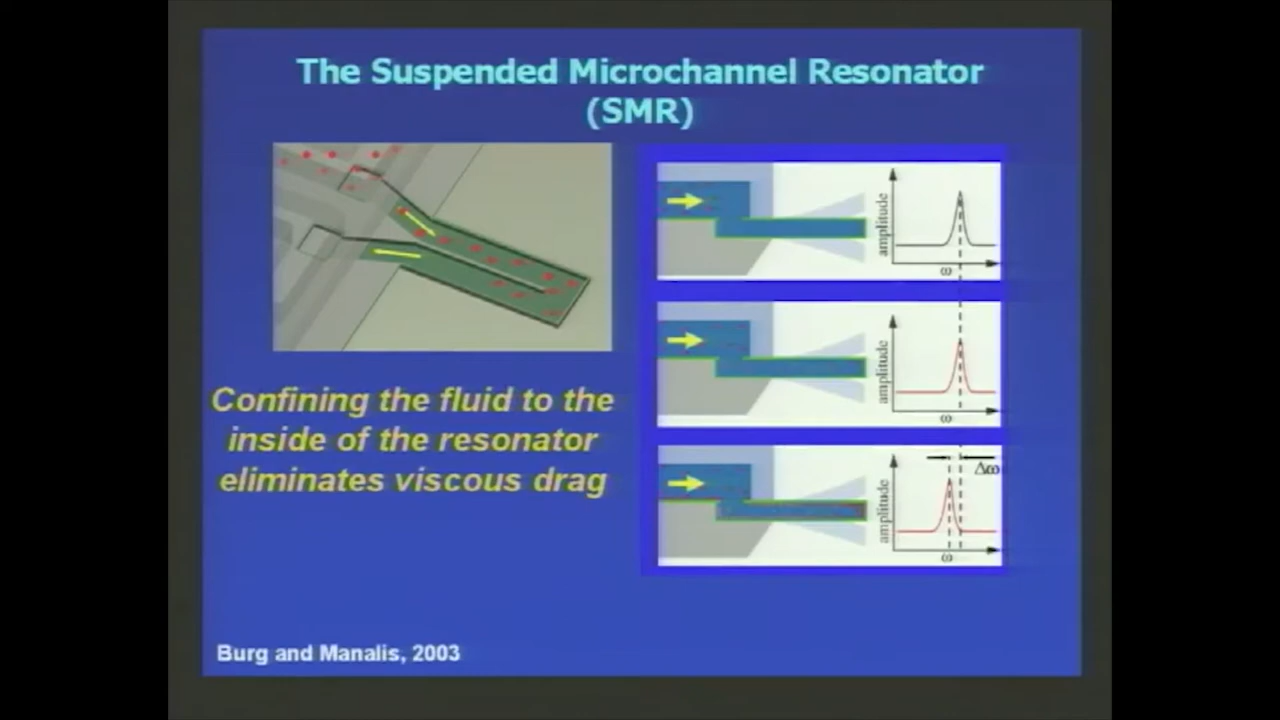 The Suspended Microchannel Resonator
(SMR)
Confining the fluid to the
inside of the resonator
eliminates viscous drag
amplitude
ω
amplitude
ω
Δω
amplitude
ω
Burg and Manalis, 2003